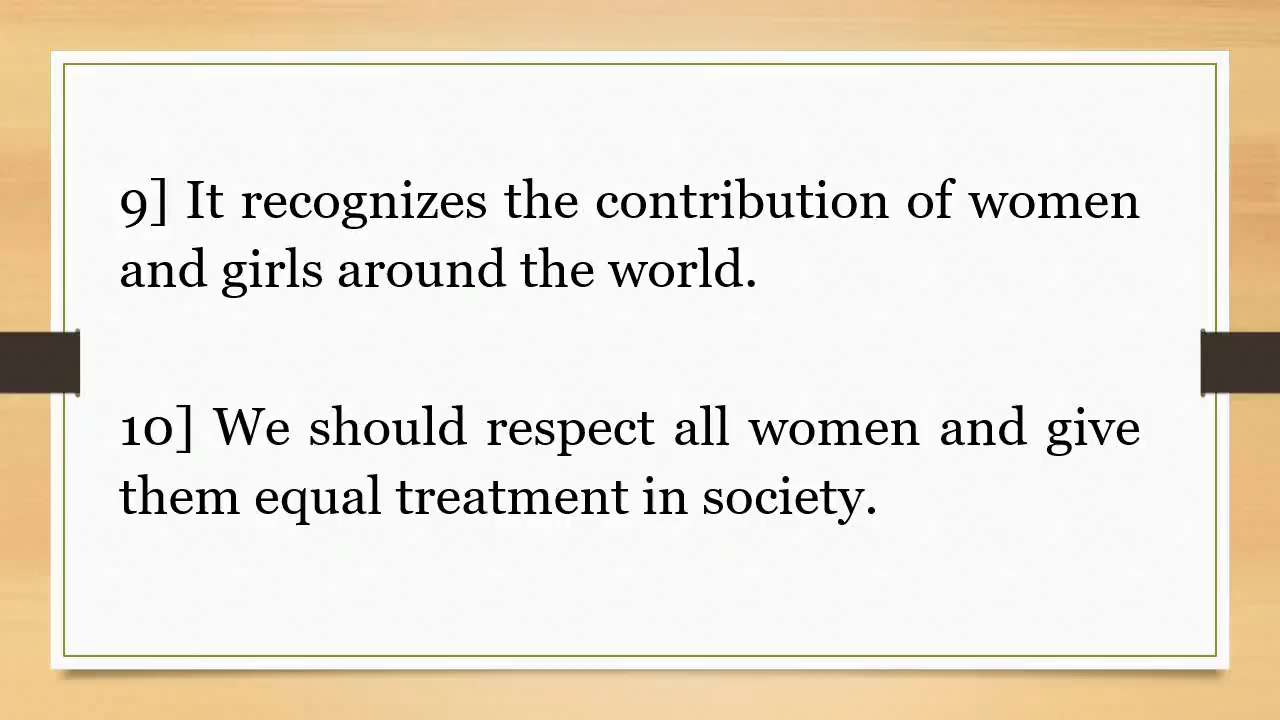 9] It recognizes the contribution of women
and girls around the world.
10] We should respect all women and give
them equal treatment in society.